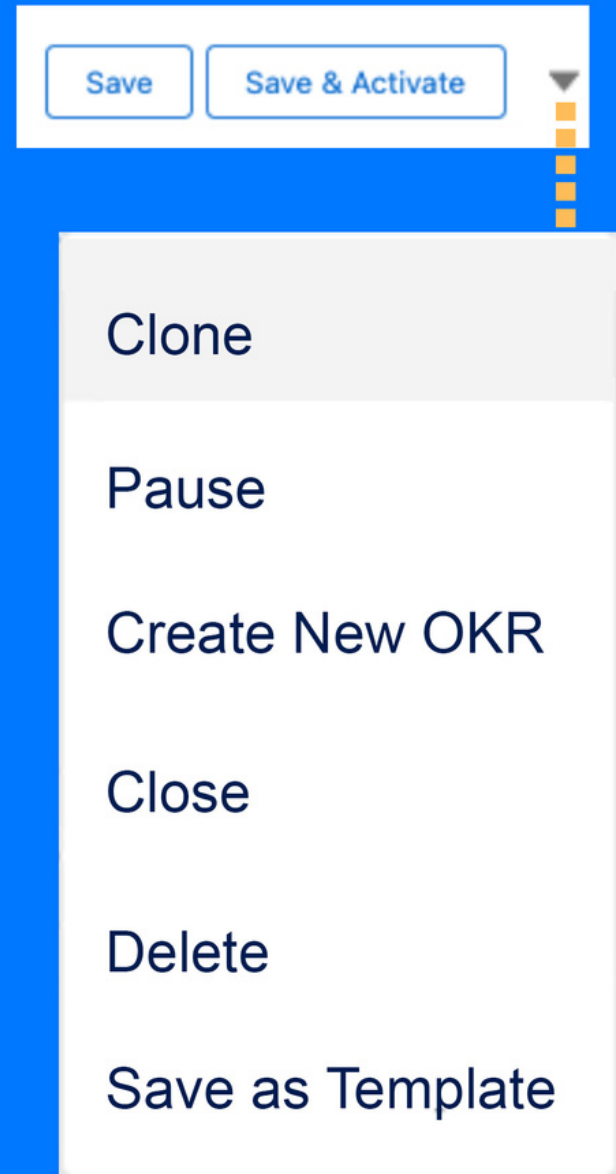 Save
Save & Activate
Clone
Pause
Create New OKR
Close
Delete
Save as Template